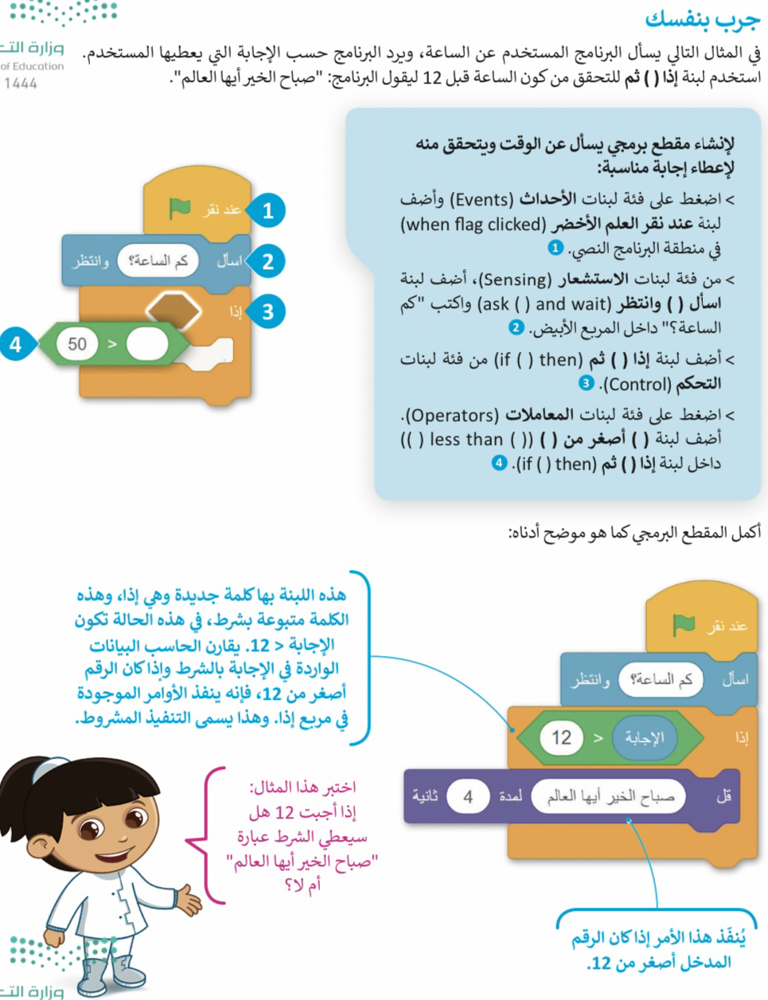 جرب بنفسك
في المثال التالي يسأل البرنامج المستخدم عن الساعة، ويرد البرنامج حسب الإجابة التي يعطيها المستخدم.
استخدم لبنة إذا ( ) ثم للتحقق من كون الساعة قبل 12 ليقول البرنامج: "صباح الخير أيها العالم".
وزارة التـ
of Education
1444
لإنشاء مقطع برمجي يسأل عن الوقت ويتحقق منه
لإعطاء إجابة مناسبة:
> اضغط على فئة لبنات الأحداث (Events) وأضف
لبنة عند نقر العلم الأخضر (when flag clicked)
في منطقة البرنامج النصي. 1
> من فئة لبنات الاستشعار (Sensing)، أضف لبنة
اسأل ( ) وانتظر (ask ( ) and wait) واكتب "كم
الساعة؟" داخل المربع الأبيض. 2
> أضف لبنة إذا ( ) ثم (if ( ) then) من فئة لبنات
التحكم (Control). 3
> اضغط على فئة لبنات المعاملات (Operators).
أضف لبنة ( ) أصغر من ( ) (( ) less than ( ))
داخل لبنة إذا ( ) ثم (if ( ) then). 4
عند نقر 1
اسأل كم الساعة؟ وانتظر 2
إذا 3
> 50 4
أكمل المقطع البرمجي كما هو موضح أدناه:
عند نقر
اسأل كم الساعة؟ وانتظر
إذا الإجابة > 12
قل صباح الخير أيها العالم لمدة 4 ثانية
هذه اللبنة بها كلمة جديدة وهي إذا، وهذه
الكلمة متبوعة بشرط، في هذه الحالة تكون
الإجابة > 12. يقارن الحاسب البيانات
الواردة في الإجابة بالشرط وإذا كان الرقم
أصغر من 12، فإنه ينفذ الأوامر الموجودة
في مربع إذا. وهذا يسمى التنفيذ المشروط.
اختبر هذا المثال:
إذا أجبت 12 هل
سيعطي الشرط عبارة
"صباح الخير أيها العالم"
أم لا؟
يُنفّذ هذا الأمر إذا كان الرقم
المدخل أصغر من 12.
وزارة التـ